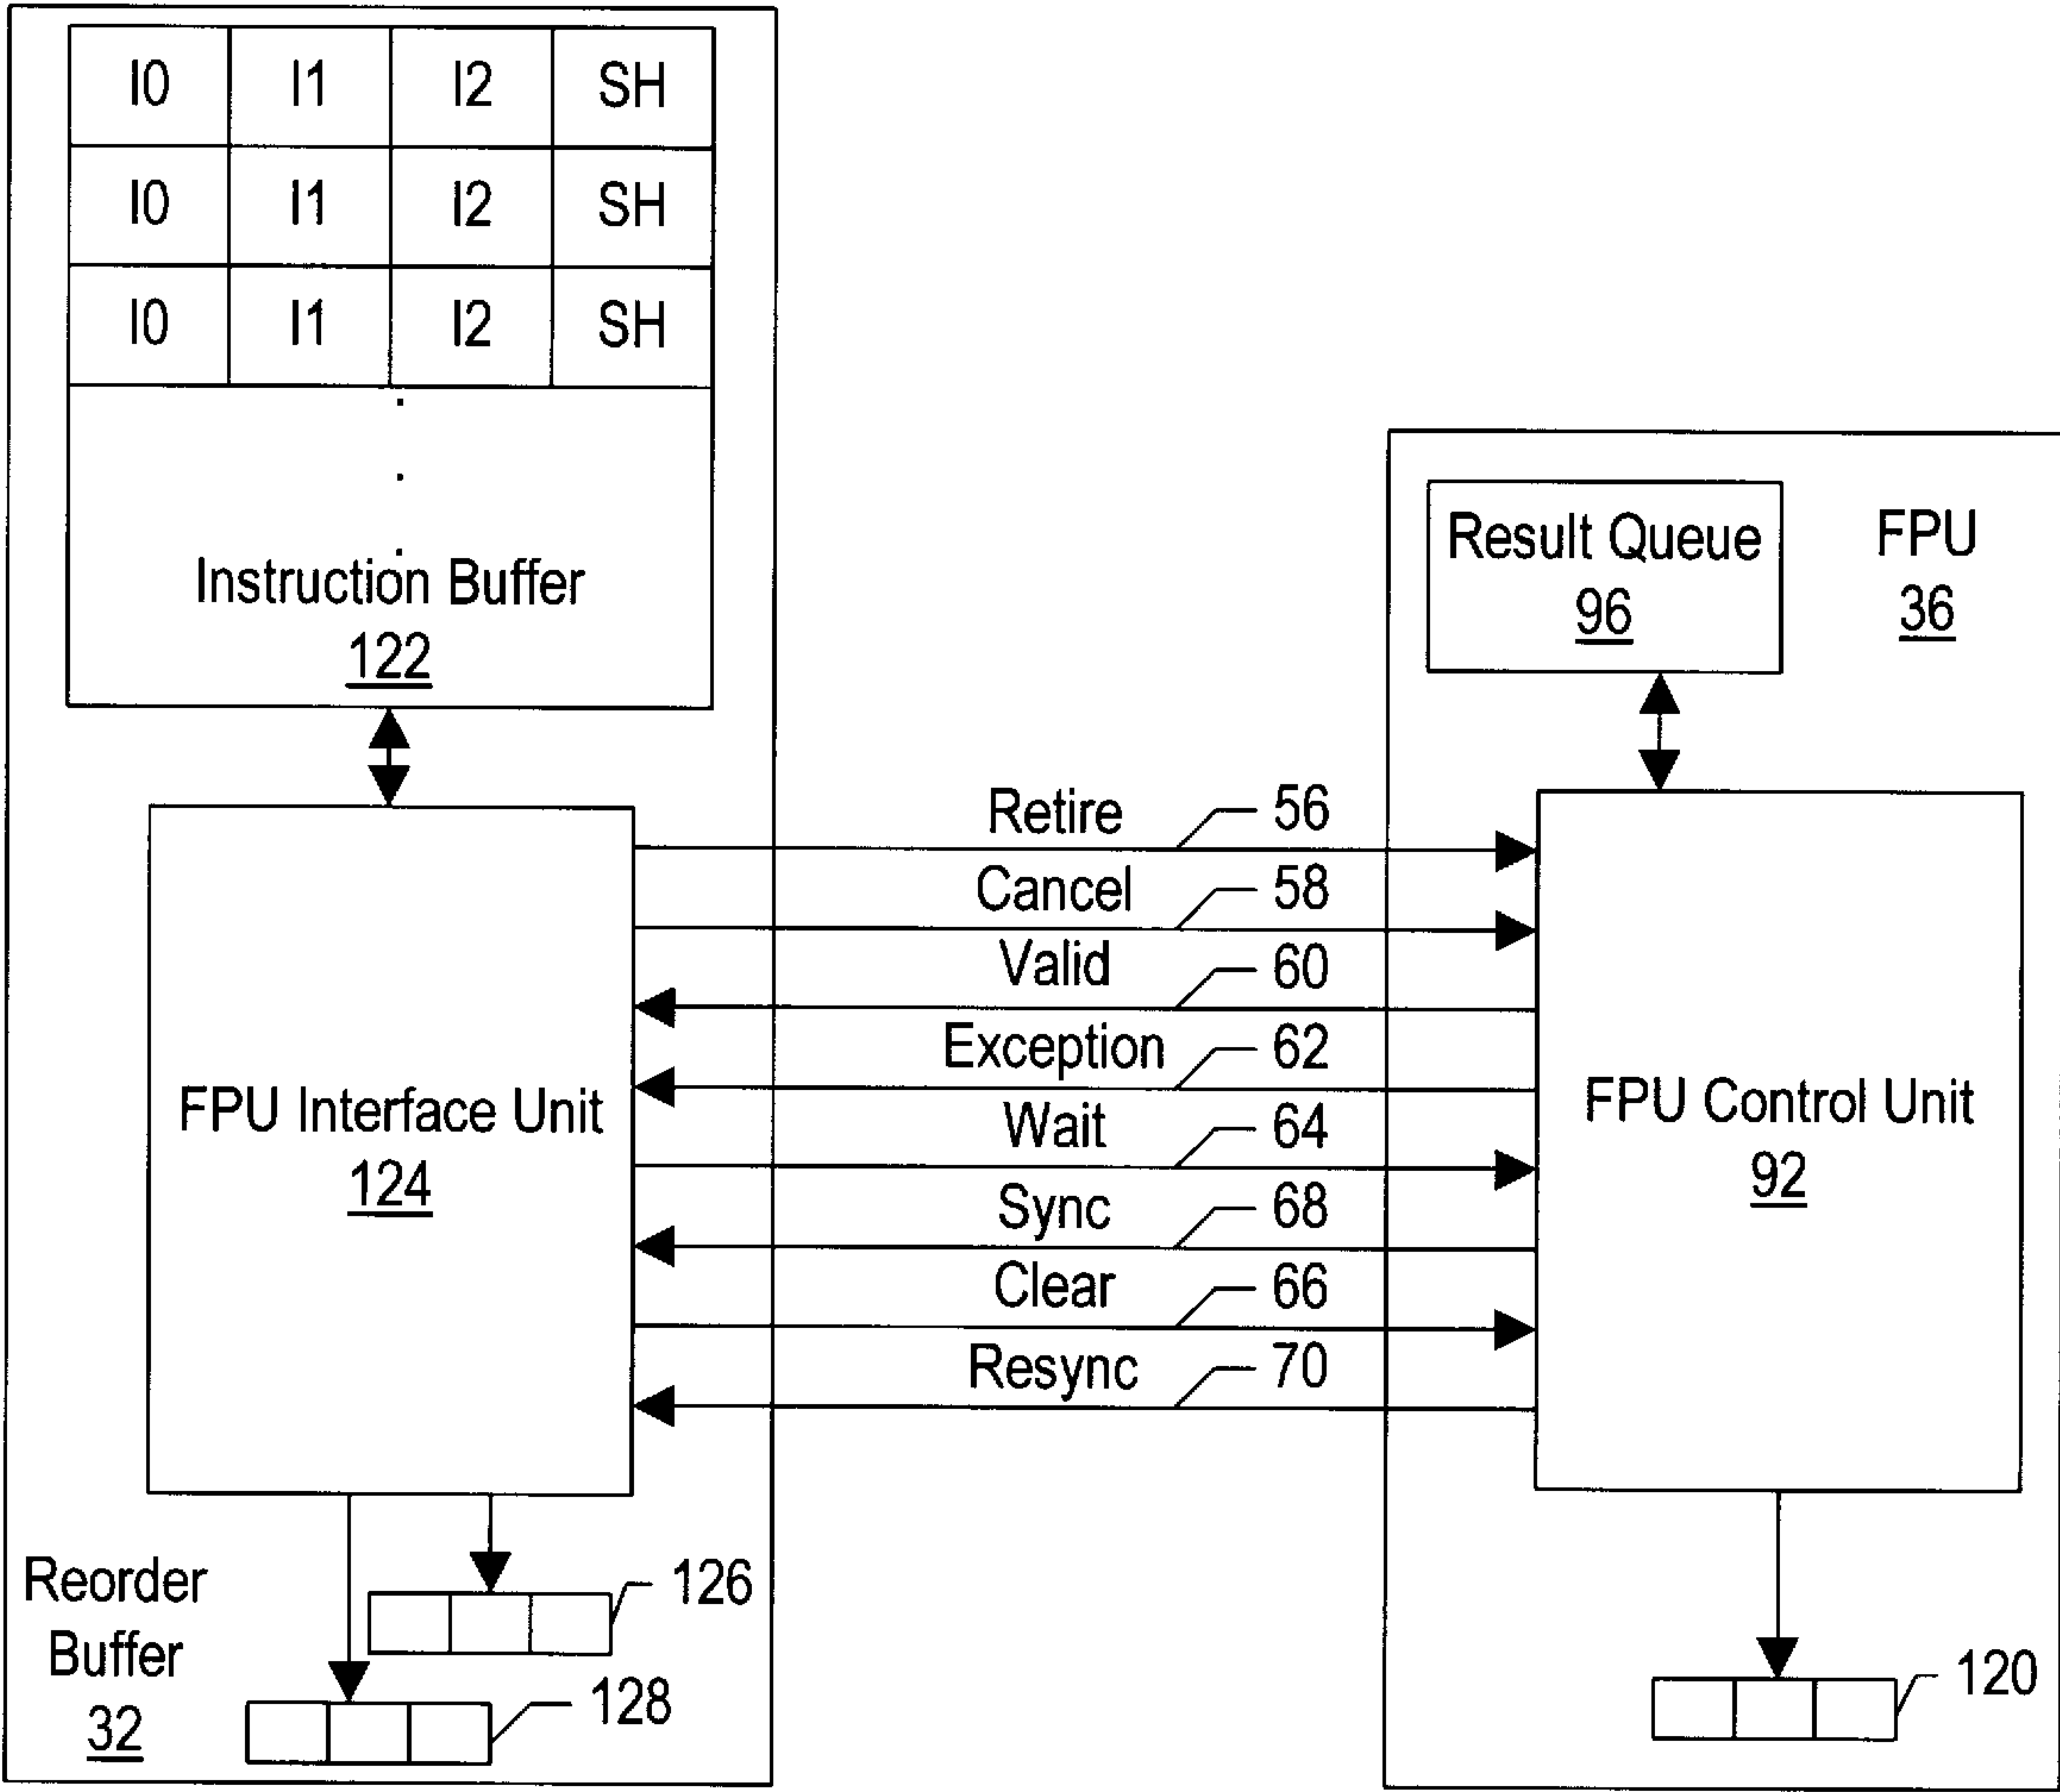 I0 I1 I2 SH
I0 I1 I2 SH
I0 I1 I2 SH
Instruction Buffer
122
Result Queue
96
FPU
36
Retire 56
Cancel 58
Valid 60
Exception 62
Wait 64
Sync 68
Clear 66
Resync 70
FPU Interface Unit
124
FPU Control Unit
92
Reorder
Buffer
32
126
128
120